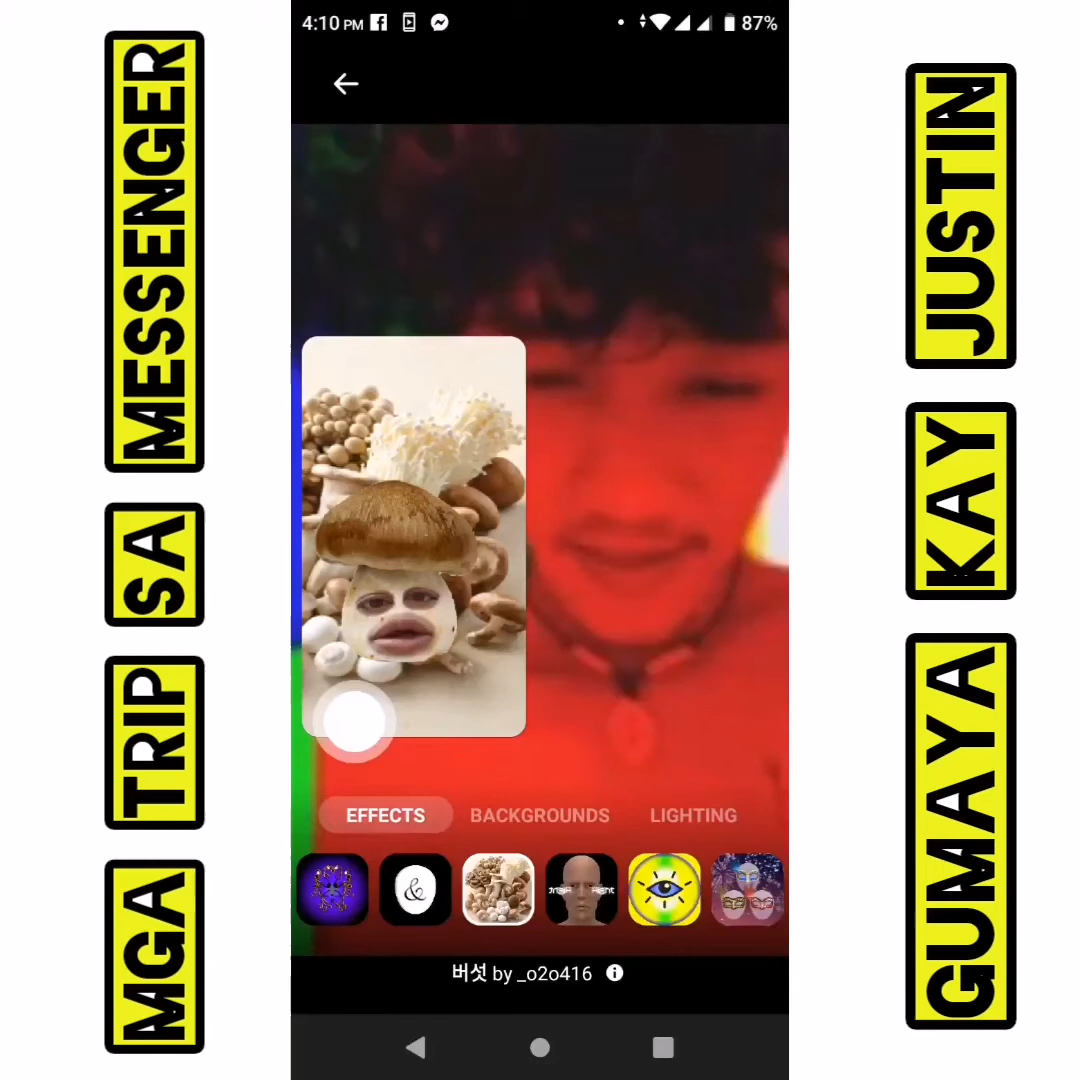 MGA TRIP SA MESSENGER
4:10 PM
87%
EFFECTS
BACKGROUNDS
LIGHTING
&
버섯 by _o2o416
GUMAYA KAY JUSTIN